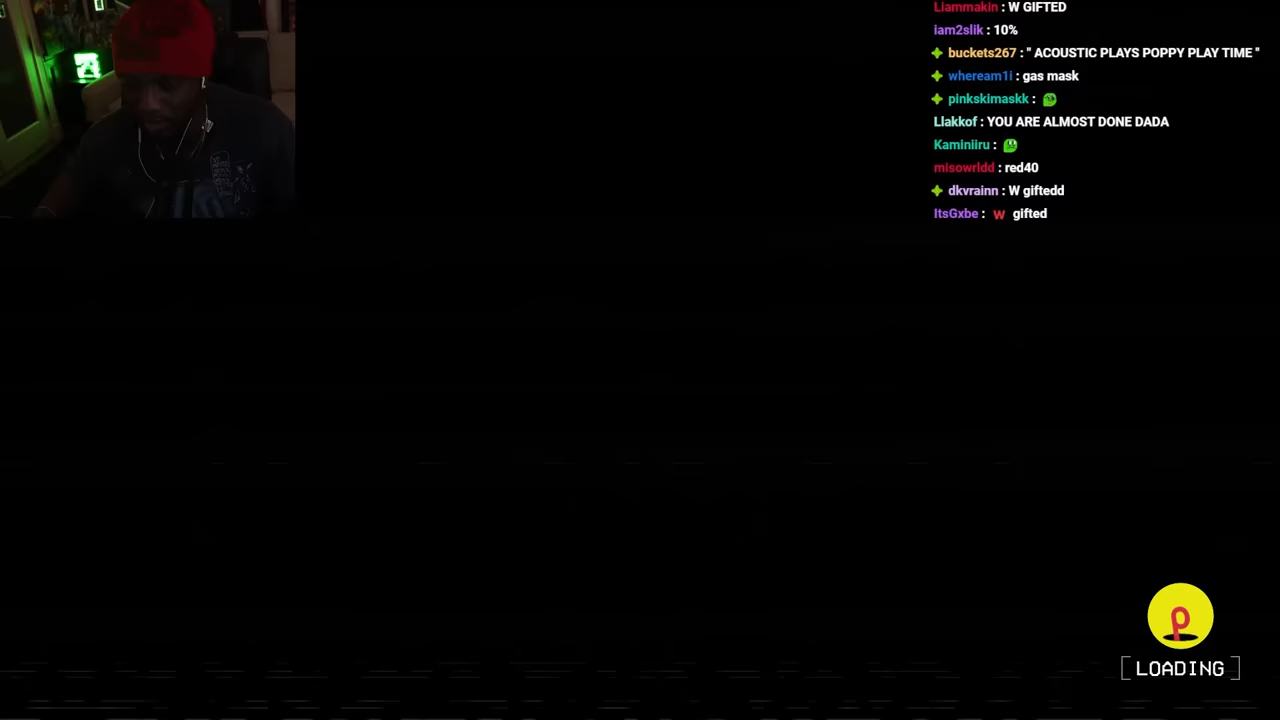 Liammakin : W GIFTED
iam2slik : 10%
buckets267 : " ACOUSTIC PLAYS POPPY PLAY TIME "
wheream1i : gas mask
pinkskimaskk :
Llakkof : YOU ARE ALMOST DONE DADA
Kaminiiru :
misowrldd : red40
dkvrainn : W giftedd
ItsGxbe : W gifted
p
[ LOADING ]